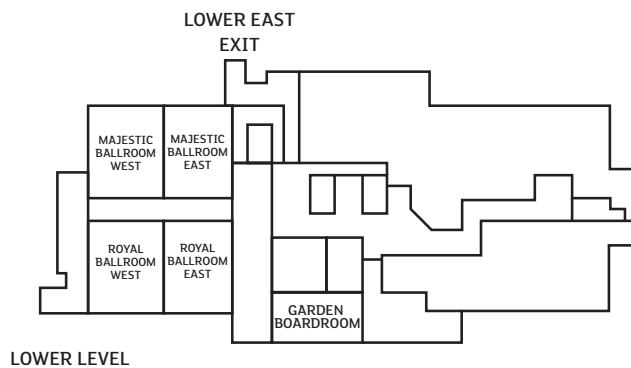 LOWER EAST
EXIT
MAJESTIC
BALLROOM
WEST
MAJESTIC
BALLROOM
EAST
ROYAL
BALLROOM
WEST
ROYAL
BALLROOM
EAST
GARDEN
BOARDROOM
LOWER LEVEL